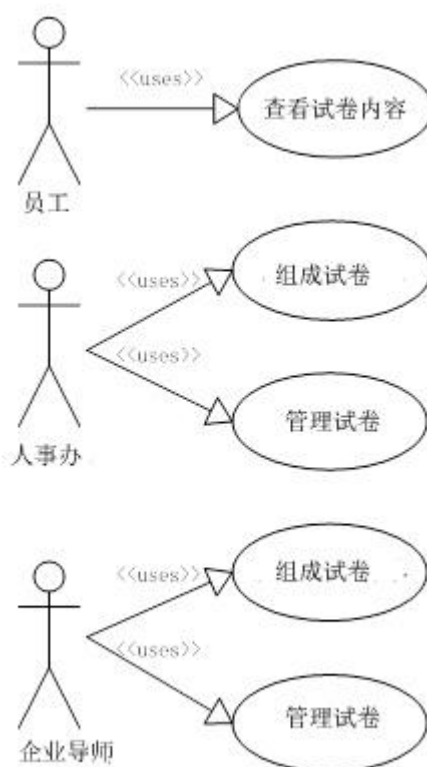 <<uses>>
查看试卷内容
员工
<<uses>>
组成试卷
<<uses>>
管理试卷
人事办
<<uses>>
组成试卷
<<uses>>
管理试卷
企业导师